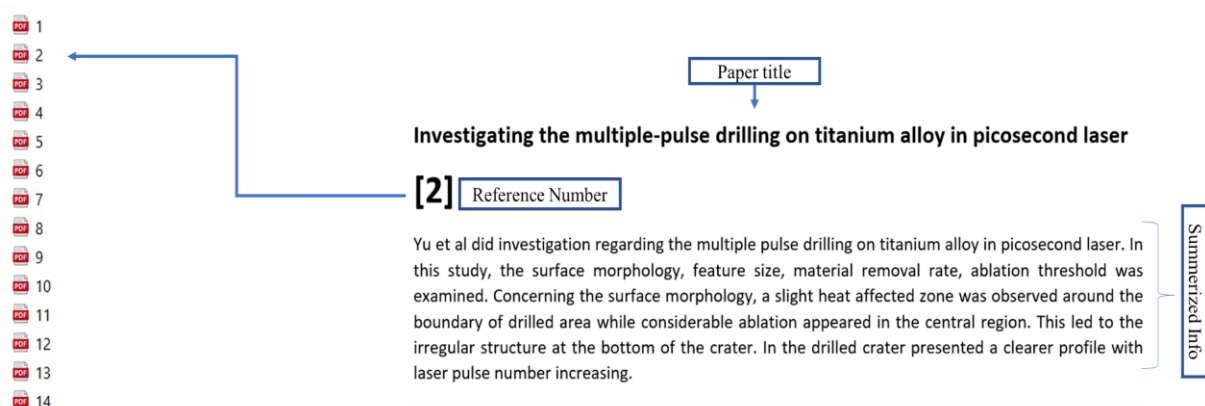 PDF 1
PDF 2
PDF 3
PDF 4
PDF 5
PDF 6
PDF 7
PDF 8
PDF 9
PDF 10
PDF 11
PDF 12
PDF 13
PDF 14
Paper title
Investigating the multiple-pulse drilling on titanium alloy in picosecond laser
[2] Reference Number
Yu et al did investigation regarding the multiple pulse drilling on titanium alloy in picosecond laser. In
this study, the surface morphology, feature size, material removal rate, ablation threshold was
examined. Concerning the surface morphology, a slight heat affected zone was observed around the
boundary of drilled area while considerable ablation appeared in the central region. This led to the
irregular structure at the bottom of the crater. In the drilled crater presented a clearer profile with
laser pulse number increasing.
Summerized Info